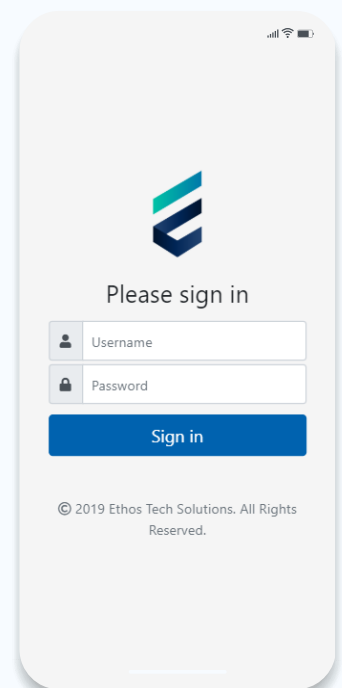 Please sign in
Username
Password
Sign in
© 2019 Ethos Tech Solutions. All Rights
Reserved.